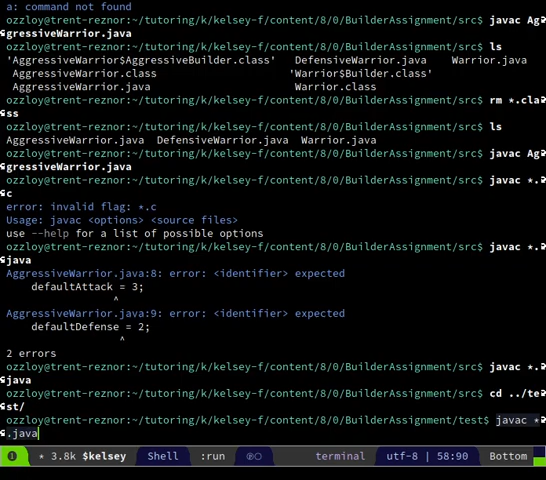 a: command not found
ozzloy@trent-reznor:~/tutoring/k/kelsey-f/content/8/0/BuilderAssignment/src$ javac Ag
gressiveWarrior.java
ozzloy@trent-reznor:~/tutoring/k/kelsey-f/content/8/0/BuilderAssignment/src$ ls
'AggressiveWarrior$AggressiveBuilder.class' DefensiveWarrior.java Warrior.java
AggressiveWarrior.class 'Warrior$Builder.class'
AggressiveWarrior.java Warrior.class
ozzloy@trent-reznor:~/tutoring/k/kelsey-f/content/8/0/BuilderAssignment/src$ rm *.cla
ss
ozzloy@trent-reznor:~/tutoring/k/kelsey-f/content/8/0/BuilderAssignment/src$ ls
AggressiveWarrior.java DefensiveWarrior.java Warrior.java
ozzloy@trent-reznor:~/tutoring/k/kelsey-f/content/8/0/BuilderAssignment/src$ javac Ag
gressiveWarrior.java
ozzloy@trent-reznor:~/tutoring/k/kelsey-f/content/8/0/BuilderAssignment/src$ javac *.
c
error: invalid flag: *.c
Usage: javac <options> <source files>
use --help for a list of possible options
ozzloy@trent-reznor:~/tutoring/k/kelsey-f/content/8/0/BuilderAssignment/src$ javac *.
java
AggressiveWarrior.java:8: error: <identifier> expected
defaultAttack = 3;
^
AggressiveWarrior.java:9: error: <identifier> expected
defaultDefense = 2;
^
2 errors
ozzloy@trent-reznor:~/tutoring/k/kelsey-f/content/8/0/BuilderAssignment/src$ javac *.
java
ozzloy@trent-reznor:~/tutoring/k/kelsey-f/content/8/0/BuilderAssignment/src$ cd ../te
st/
ozzloy@trent-reznor:~/tutoring/k/kelsey-f/content/8/0/BuilderAssignment/test$ javac *
.java
1 * 3.8k $kelsey Shell :run terminal utf-8 | 58:90 Bottom